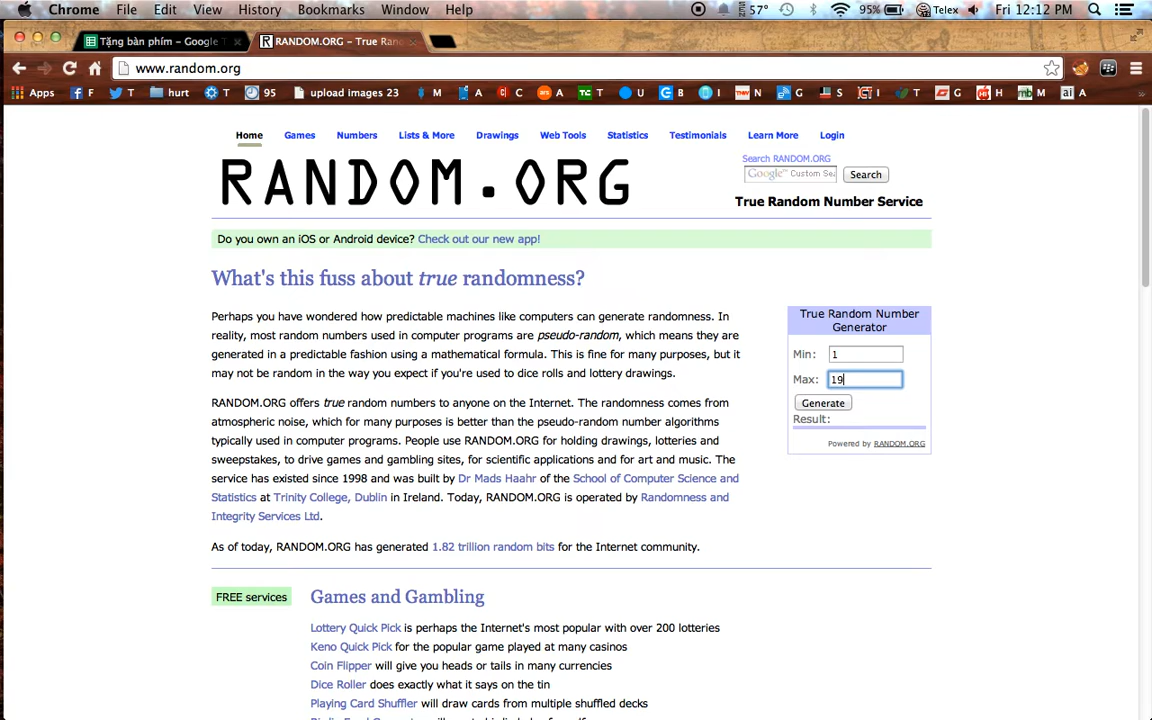 Chrome File Edit View History Bookmarks Window Help 57° 95% Telex Fri 12:12 PM
Tặng bàn phím – Google T RANDOM.ORG – True Ran
www.random.org
Apps F T hurt T 95 upload images 23 M A C A T U B I N G S I T G H M A »
Home Games Numbers Lists & More Drawings Web Tools Statistics Testimonials Learn More Login
RANDOM.ORG
Search RANDOM.ORG
Google™ Custom Sea Search
True Random Number Service
Do you own an iOS or Android device? Check out our new app!
What's this fuss about true randomness?
Perhaps you have wondered how predictable machines like computers can generate randomness. In
reality, most random numbers used in computer programs are pseudo-random, which means they are
generated in a predictable fashion using a mathematical formula. This is fine for many purposes, but it
may not be random in the way you expect if you're used to dice rolls and lottery drawings.
RANDOM.ORG offers true random numbers to anyone on the Internet. The randomness comes from
atmospheric noise, which for many purposes is better than the pseudo-random number algorithms
typically used in computer programs. People use RANDOM.ORG for holding drawings, lotteries and
sweepstakes, to drive games and gambling sites, for scientific applications and for art and music. The
service has existed since 1998 and was built by Dr Mads Haahr of the School of Computer Science and
Statistics at Trinity College, Dublin in Ireland. Today, RANDOM.ORG is operated by Randomness and
Integrity Services Ltd.
As of today, RANDOM.ORG has generated 1.82 trillion random bits for the Internet community.
True Random Number
Generator
Min: 1
Max: 19
Generate
Result:
Powered by RANDOM.ORG
FREE services
Games and Gambling
Lottery Quick Pick is perhaps the Internet's most popular with over 200 lotteries
Keno Quick Pick for the popular game played at many casinos
Coin Flipper will give you heads or tails in many currencies
Dice Roller does exactly what it says on the tin
Playing Card Shuffler will draw cards from multiple shuffled decks